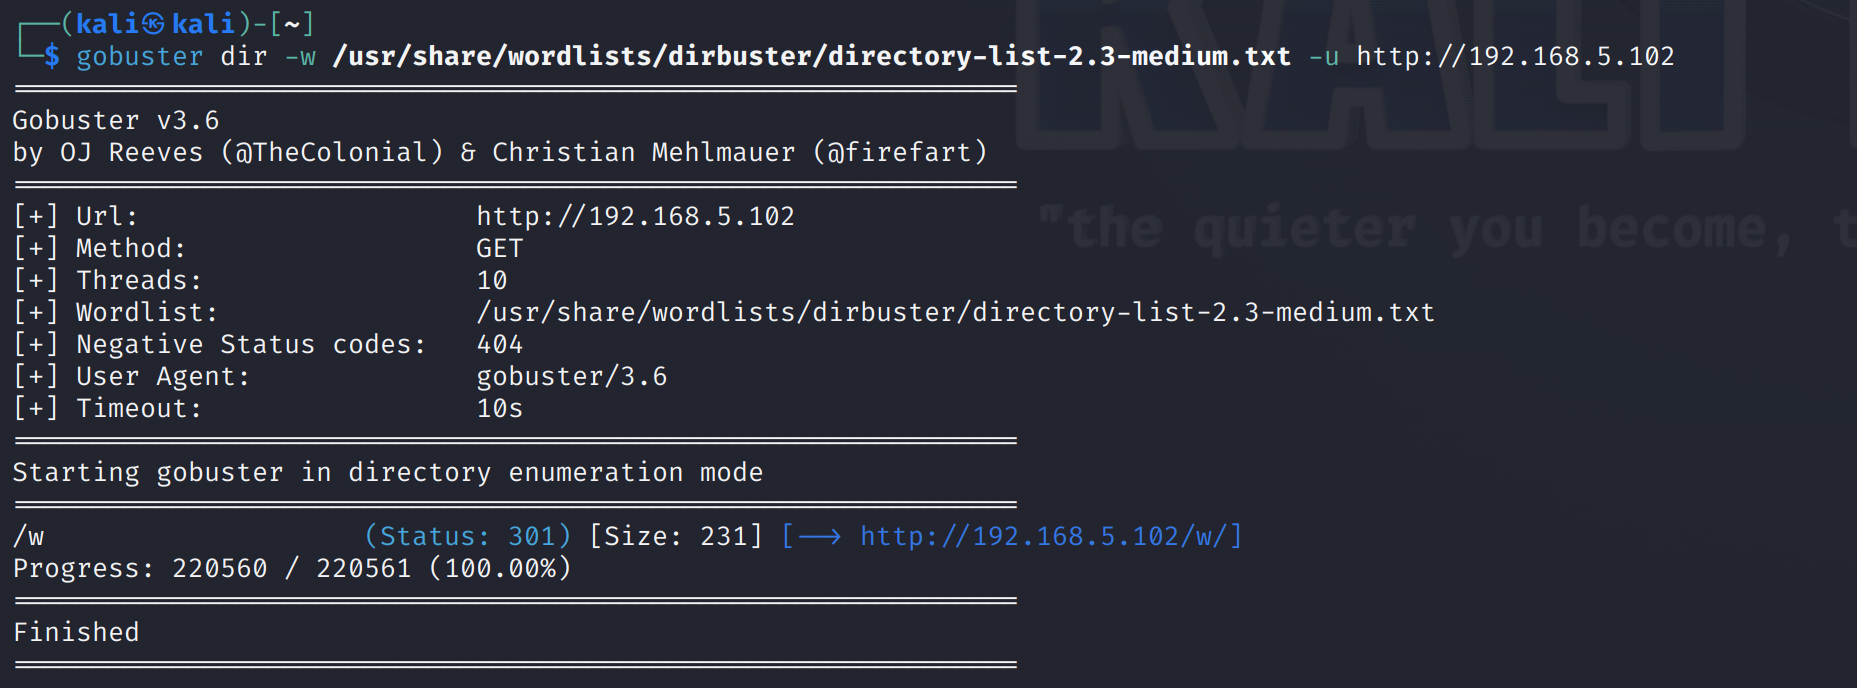 ┌──(kali㉿kali)-[~]
└─$ gobuster dir -w /usr/share/wordlists/dirbuster/directory-list-2.3-medium.txt -u http://192.168.5.102
===============================================================
Gobuster v3.6
by OJ Reeves (@TheColonial) & Christian Mehlmauer (@firefart)
===============================================================
[+] Url:                     http://192.168.5.102
[+] Method:                  GET
[+] Threads:                 10
[+] Wordlist:                /usr/share/wordlists/dirbuster/directory-list-2.3-medium.txt
[+] Negative Status codes:   404
[+] User Agent:              gobuster/3.6
[+] Timeout:                 10s
===============================================================
Starting gobuster in directory enumeration mode
===============================================================
/w                    (Status: 301) [Size: 231] [--> http://192.168.5.102/w/]
Progress: 220560 / 220561 (100.00%)
===============================================================
Finished
===============================================================
KALI
"the quieter you become, t